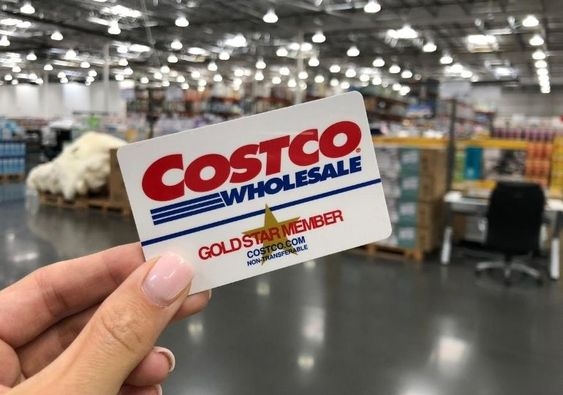 COSTCO
WHOLESALE
GOLD STAR MEMBER
COSTCO.COM
NON-TRANSFERABLE